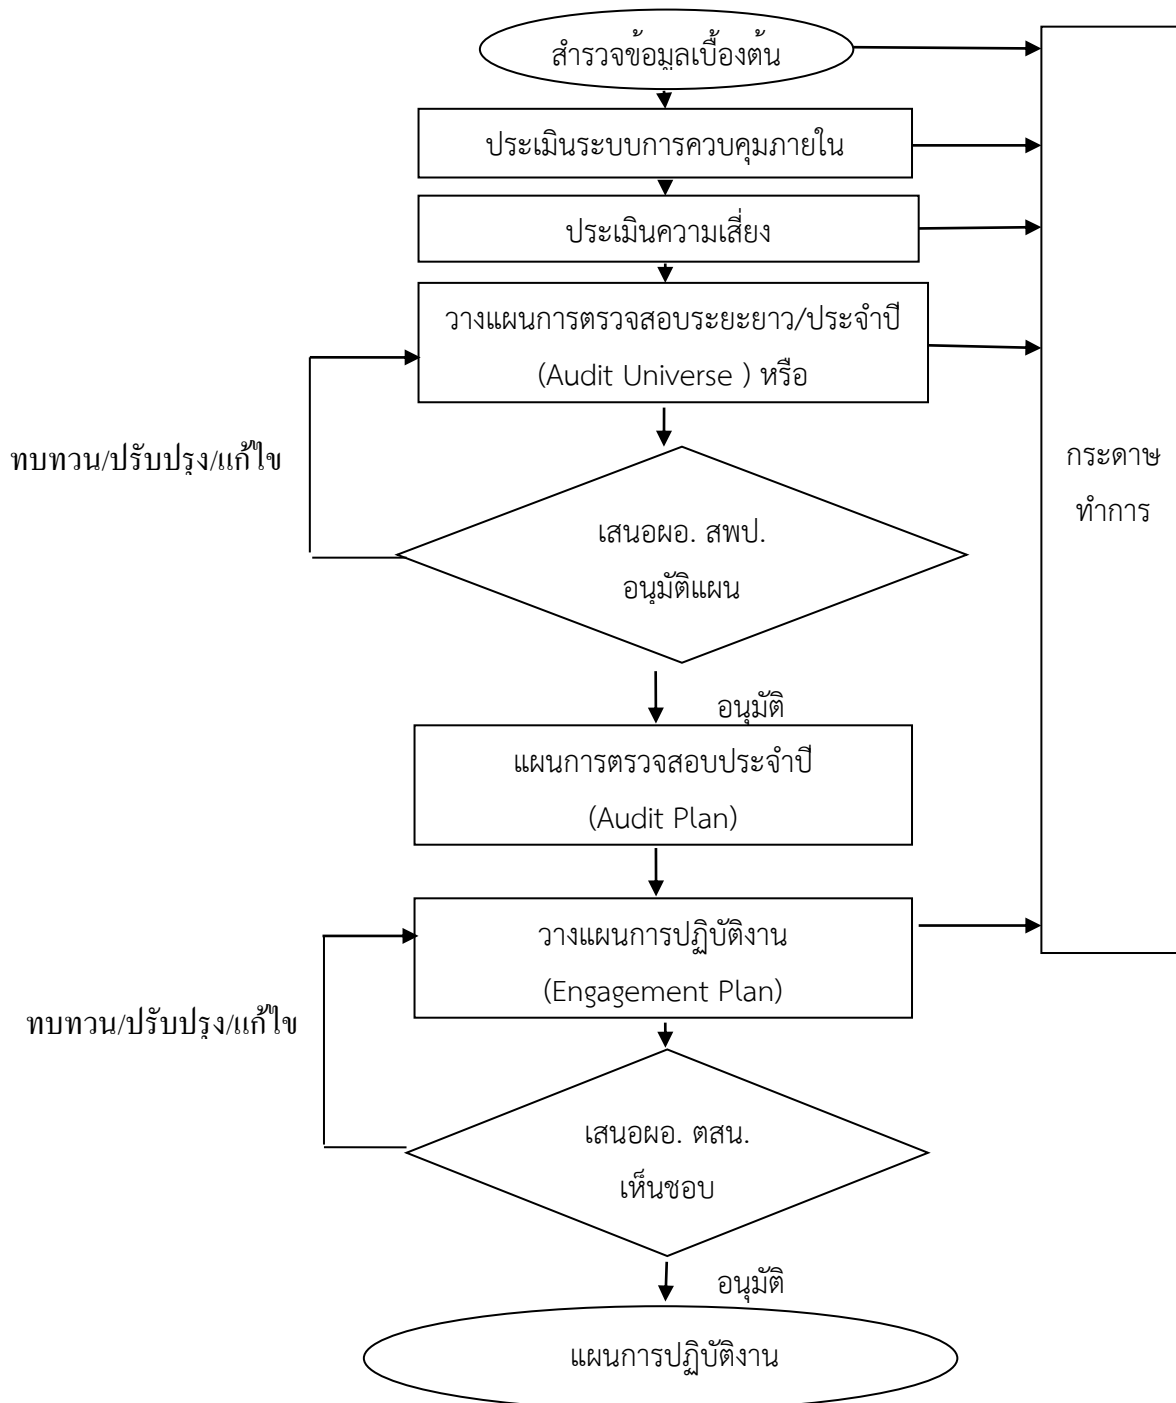 สำรวจข้อมูลเบื้องต้น
ประเมินระบบการควบคุมภายใน
ประเมินความเสี่ยง
วางแผนการตรวจสอบระยะยาว/ประจำปี
(Audit Universe ) หรือ
ทบทวน/ปรับปรุง/แก้ไข
กระดาษ
ทำการ
เสนอผอ. สพป.
อนุมัติแผน
อนุมัติ
แผนการตรวจสอบประจำปี
(Audit Plan)
วางแผนการปฏิบัติงาน
(Engagement Plan)
ทบทวน/ปรับปรุง/แก้ไข
เสนอผอ. ตสน.
เห็นชอบ
อนุมัติ
แผนการปฏิบัติงาน